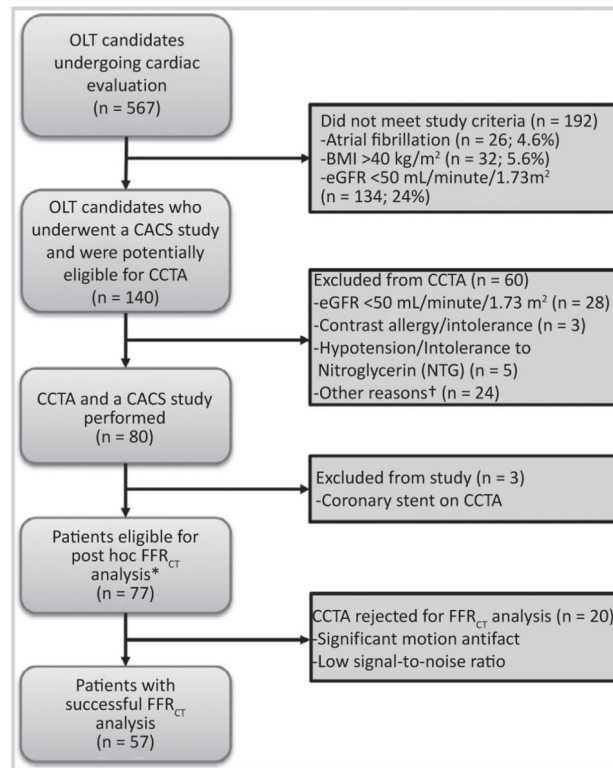 OLT candidates
undergoing cardiac
evaluation
(n = 567)
Did not meet study criteria (n = 192)
-Atrial fibrillation (n = 26; 4.6%)
-BMI >40 kg/m² (n = 32; 5.6%)
-eGFR <50 mL/minute/1.73m²
(n = 134; 24%)
OLT candidates who
underwent a CACS study
and were potentially
eligible for CCTA
(n = 140)
Excluded from CCTA (n = 60)
-eGFR <50 mL/minute/1.73 m² (n = 28)
-Contrast allergy/intolerance (n = 3)
-Hypotension/Intolerance to
Nitroglycerin (NTG) (n = 5)
-Other reasons† (n = 24)
CCTA and a CACS study
performed
(n = 80)
Excluded from study (n = 3)
-Coronary stent on CCTA
Patients eligible for
post hoc FFRCT
analysis*
(n = 77)
CCTA rejected for FFRCT analysis (n = 20)
-Significant motion artifact
-Low signal-to-noise ratio
Patients with
successful FFRCT
analysis
(n = 57)